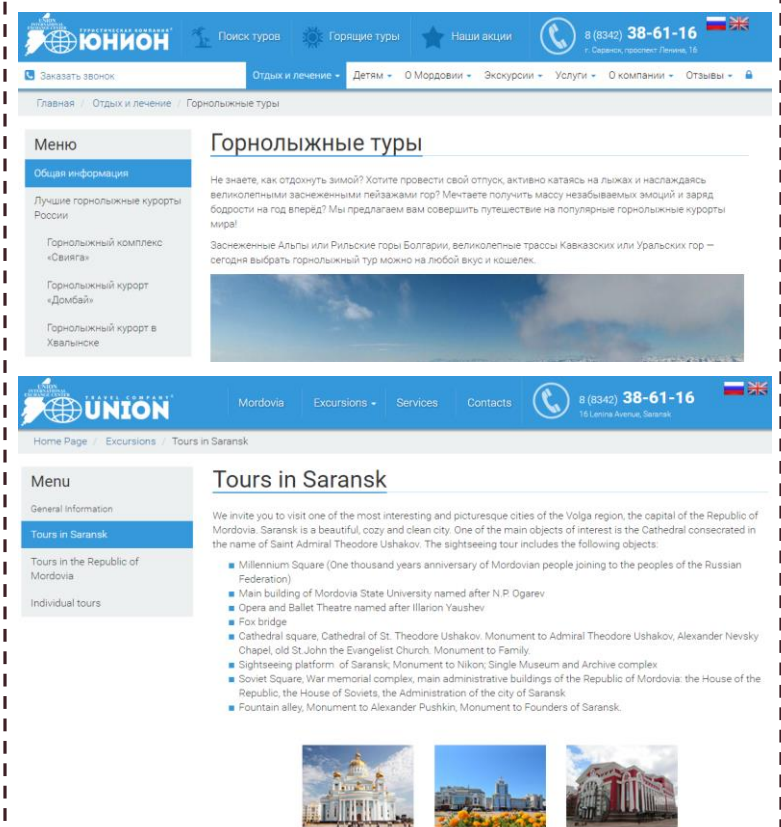 UNION
INTERNATIONAL
EXCHANGE CENTER
ТУРИСТИЧЕСКАЯ КОМПАНИЯ
ЮНИОН
Поиск туров
Горящие туры
Наши акции
8 (8342) 38-61-16
г. Саранск, проспект Ленина, 16
Заказать звонок
Отдых и лечение
Детям
О Мордовии
Экскурсии
Услуги
О компании
Отзывы
Главная / Отдых и лечение / Горнолыжные туры
Меню
Общая информация
Лучшие горнолыжные курорты
России
Горнолыжный комплекс
«Свияга»
Горнолыжный курорт
«Домбай»
Горнолыжный курорт в
Хвалынске
Горнолыжные туры
Не знаете, как отдохнуть зимой? Хотите провести свой отпуск, активно катаясь на лыжах и наслаждаясь
великолепными заснеженными пейзажами гор? Мечтаете получить массу незабываемых эмоций и заряд
бодрости на год вперёд? Мы предлагаем вам совершить путешествие на популярные горнолыжные курорты
мира!
Заснеженные Альпы или Рильские горы Болгарии, великолепные трассы Кавказских или Уральских гор —
сегодня выбрать горнолыжный тур можно на любой вкус и кошелек.
UNION
INTERNATIONAL
EXCHANGE CENTER
TRAVEL COMPANY
UNION
Mordovia
Excursions
Services
Contacts
8 (8342) 38-61-16
16 Lenina Avenue, Saransk
Home Page / Excursions / Tours in Saransk
Menu
General Information
Tours in Saransk
Tours in the Republic of
Mordovia
Individual tours
Tours in Saransk
We invite you to visit one of the most interesting and picturesque cities of the Volga region, the capital of the Republic of
Mordovia. Saransk is a beautiful, cozy and clean city. One of the main objects of interest is the Cathedral consecrated in
the name of Saint Admiral Theodore Ushakov. The sightseeing tour includes the following objects:
Millennium Square (One thousand years anniversary of Mordovian people joining to the peoples of the Russian
Federation)
Main building of Mordovia State University named after N.P. Ogarev
Opera and Ballet Theatre named after Illarion Yaushev
Fox bridge
Cathedral square, Cathedral of St. Theodore Ushakov. Monument to Admiral Theodore Ushakov, Alexander Nevsky
Chapel, old St.John the Evangelist Church. Monument to Family.
Sightseeing platform of Saransk; Monument to Nikon; Single Museum and Archive complex
Soviet Square, War memorial complex, main administrative buildings of the Republic of Mordovia: the House of the
Republic, the House of Soviets, the Administration of the city of Saransk
Fountain alley, Monument to Alexander Pushkin, Monument to Founders of Saransk.